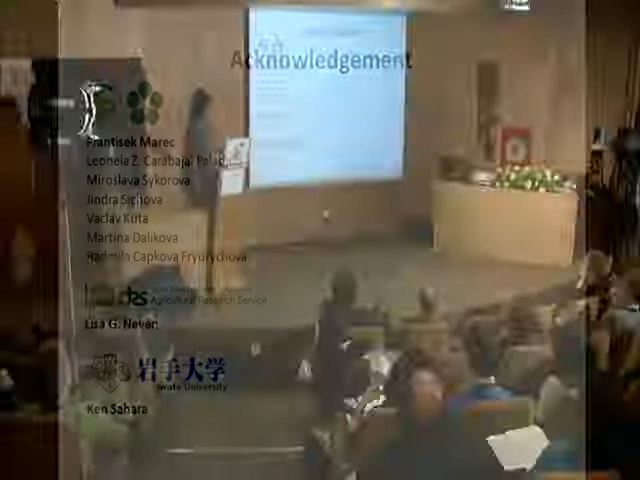 Acknowledgement
Frantisek Marec
Leonela Z. Carabajal Palad
Miroslava Sykorova
Jindra Sichova
Vaclav Kuta
Martina Dalikova
Radmila Capkova Frydrychova
Agricultural Research Service
Lisa G. Neven
岩手大学
Iwate University
Ken Sahara